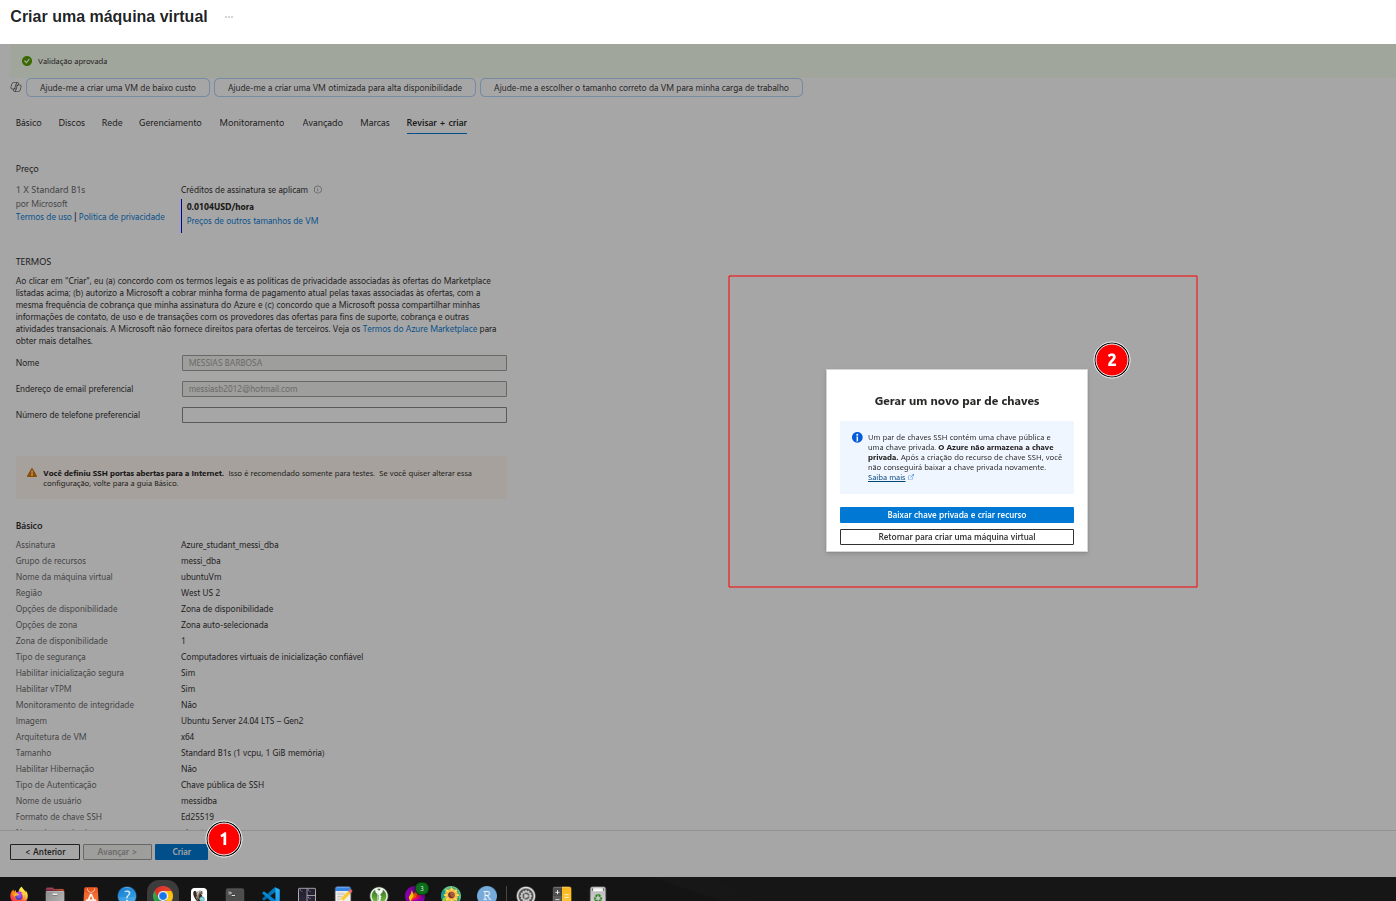 Criar uma máquina virtual ...
Validação aprovada
Ajude-me a criar uma VM de baixo custo
Ajude-me a criar uma VM otimizada para alta disponibilidade
Ajude-me a escolher o tamanho correto da VM para minha carga de trabalho
Básico Discos Rede Gerenciamento Monitoramento Avançado Marcas Revisar + criar
Preço
1 X Standard B1s
por Microsoft
Termos de uso | Política de privacidade
Créditos de assinatura se aplicam
0.0104USD/hora
Preços de outros tamanhos de VM
TERMOS
Ao clicar em "Criar", eu (a) concordo com os termos legais e as políticas de privacidade associadas às ofertas do Marketplace
listadas acima; (b) autorizo a Microsoft a cobrar minha forma de pagamento atual pelas taxas associadas às ofertas, com a
mesma frequência de cobrança que minha assinatura do Azure e (c) concordo que a Microsoft possa compartilhar minhas
informações de contato, de uso e de transações com os provedores das ofertas para fins de suporte, cobrança e outras
atividades transacionais. A Microsoft não fornece direitos para ofertas de terceiros. Veja os Termos do Azure Marketplace para
obter mais detalhes.
Nome MESSIAS BARBOSA
Endereço de email preferencial messiasb2012@hotmail.com
Número de telefone preferencial
Você definiu SSH portas abertas para a Internet. Isso é recomendado somente para testes. Se você quiser alterar essa
configuração, volte para a guia Básico.
Básico
Assinatura Azure_studant_messi_dba
Grupo de recursos messi_dba
Nome da máquina virtual ubuntuVm
Região West US 2
Opções de disponibilidade Zona de disponibilidade
Opções de zona Zona auto-selecionada
Zona de disponibilidade 1
Tipo de segurança Computadores virtuais de inicialização confiável
Habilitar inicialização segura Sim
Habilitar vTPM Sim
Monitoramento de integridade Não
Imagem Ubuntu Server 24.04 LTS – Gen2
Arquitetura de VM x64
Tamanho Standard B1s (1 vcpu, 1 GiB memória)
Habilitar Hibernação Não
Tipo de Autenticação Chave pública de SSH
Nome de usuário messidba
Formato de chave SSH Ed25519
1
< Anterior Avançar > Criar
2
Gerar um novo par de chaves
Um par de chaves SSH contém uma chave pública e
uma chave privada. O Azure não armazena a chave
privada. Após a criação do recurso de chave SSH, você
não conseguirá baixar a chave privada novamente.
Saiba mais
Baixar chave privada e criar recurso
Retornar para criar uma máquina virtual
3
R